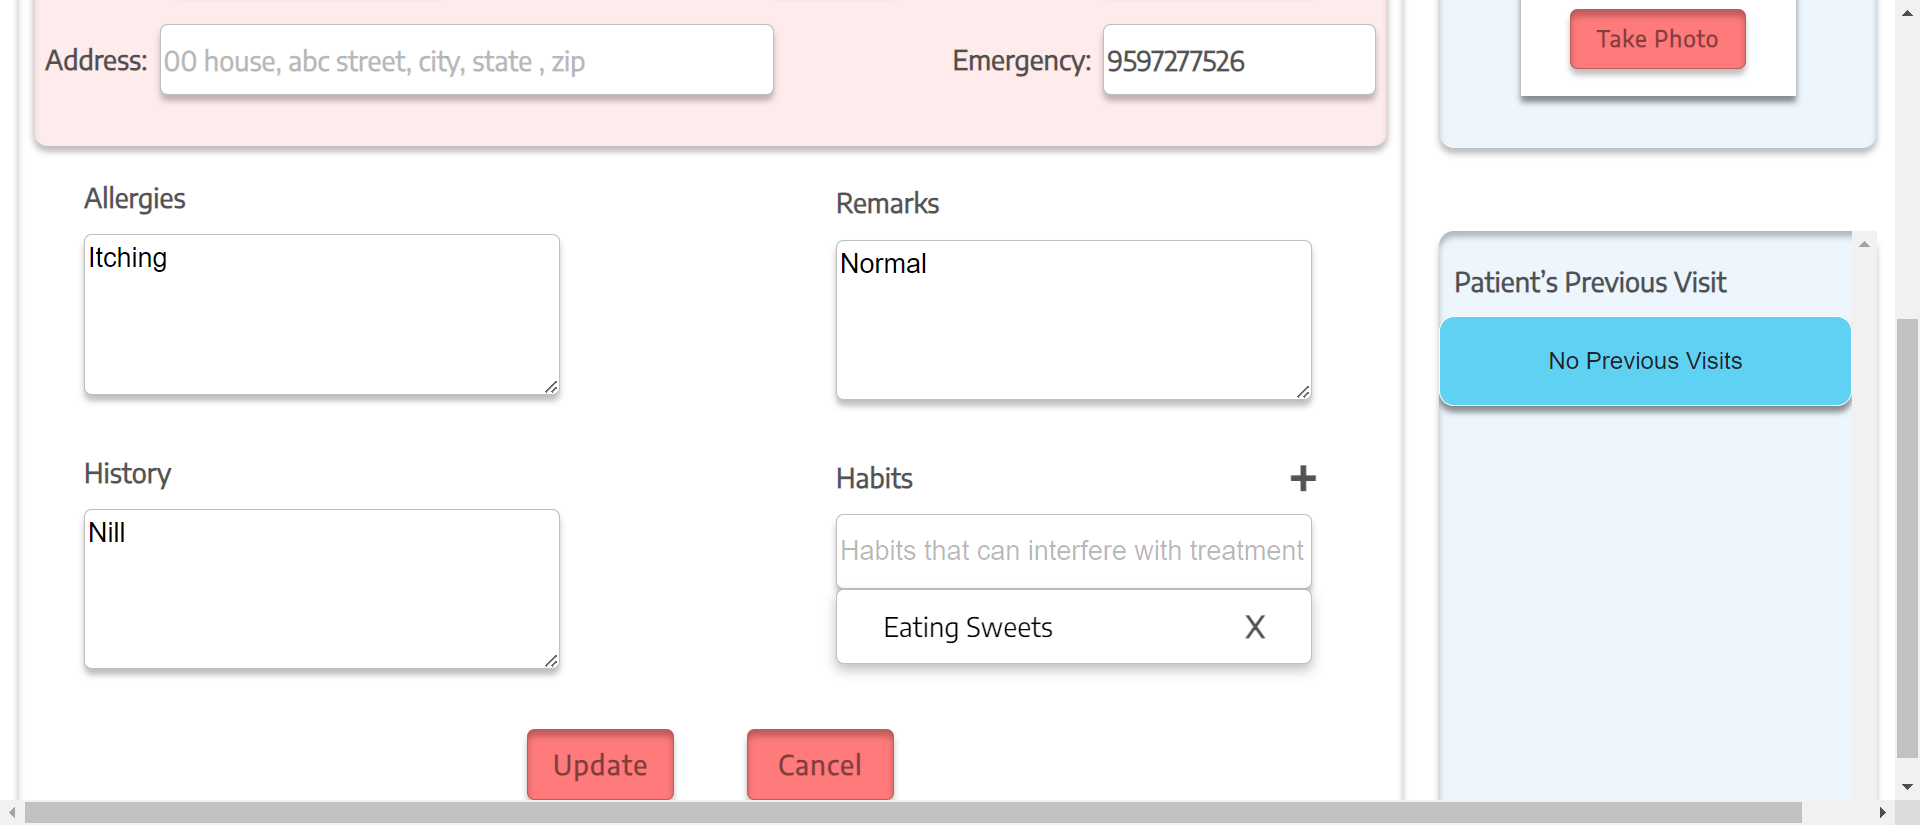 Address: 00 house, abc street, city, state , zip
Emergency: 9597277526
Take Photo
Allergies
Itching
Remarks
Normal
Patient’s Previous Visit
No Previous Visits
History
Nill
Habits +
Habits that can interfere with treatment
Eating Sweets X
Update
Cancel